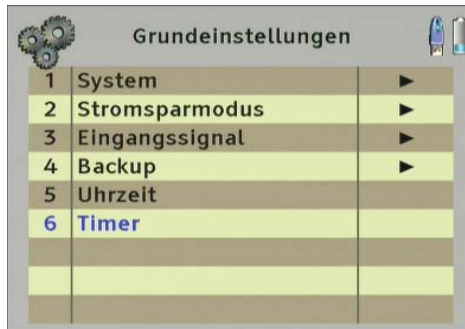 Grundeinstellungen
1 System ►
2 Stromsparmodus ►
3 Eingangssignal ►
4 Backup ►
5 Uhrzeit
6 Timer